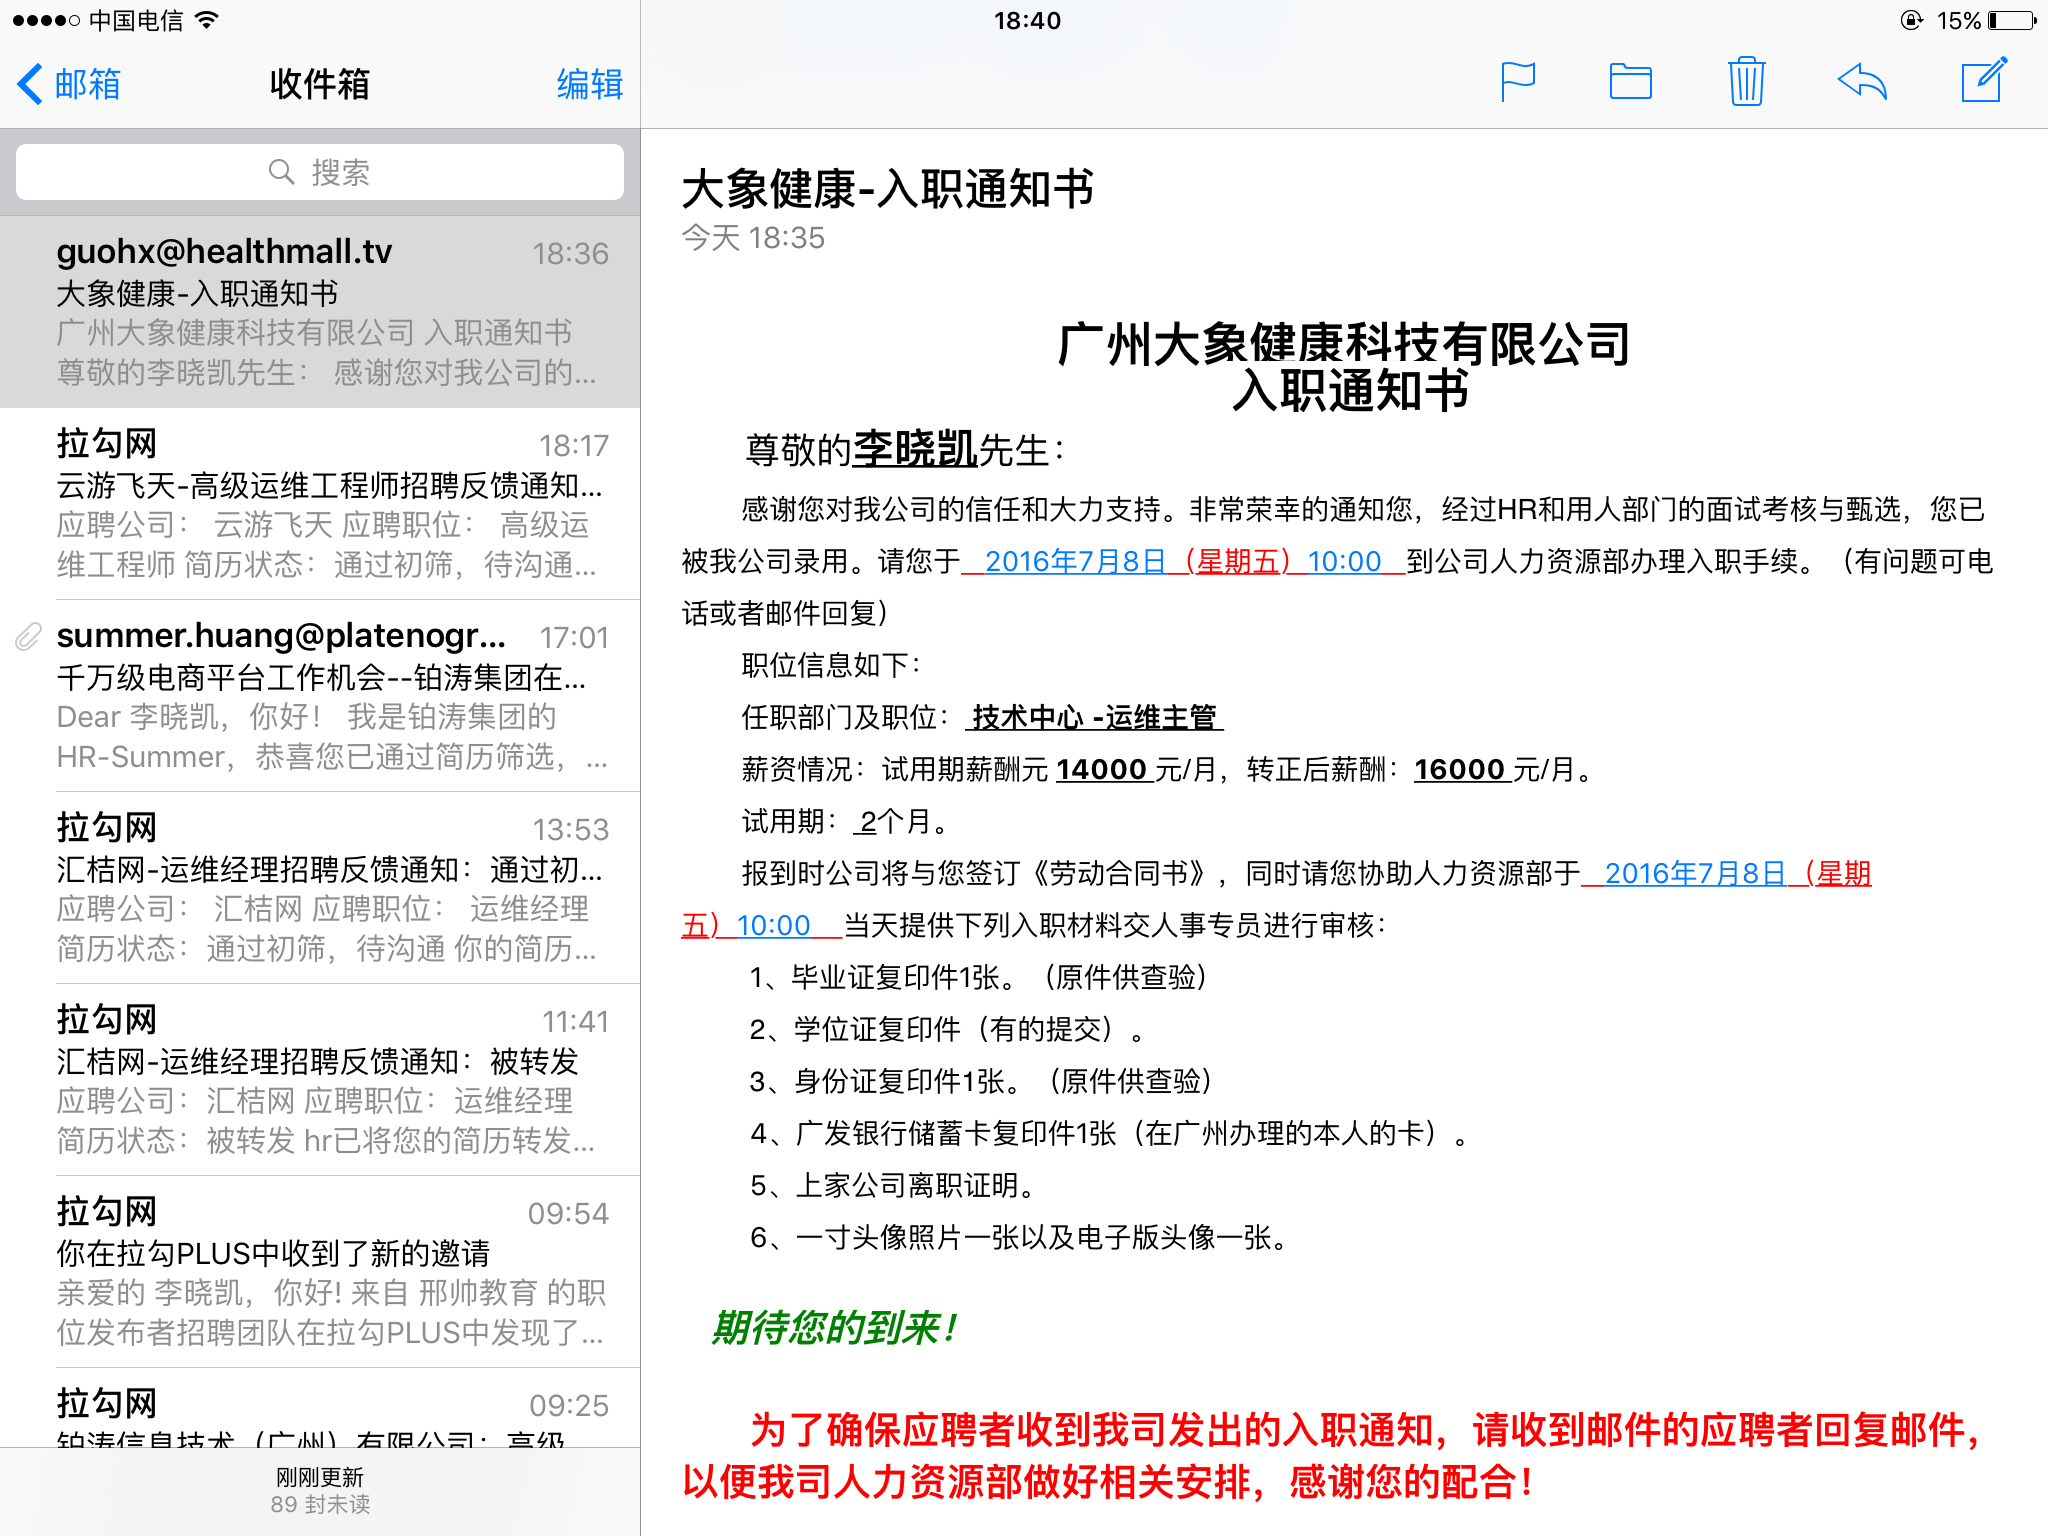 中国电信
18:40
15%
邮箱
收件箱
编辑
搜索
guohx@healthmall.tv 18:36
大象健康-入职通知书
广州大象健康科技有限公司 入职通知书
尊敬的李晓凯先生： 感谢您对我公司的...
拉勾网 18:17
云游飞天-高级运维工程师招聘反馈通知...
应聘公司： 云游飞天 应聘职位： 高级运
维工程师 简历状态：通过初筛，待沟通...
summer.huang@platenogr... 17:01
千万级电商平台工作机会--铂涛集团在...
Dear 李晓凯，你好！ 我是铂涛集团的
HR-Summer，恭喜您已通过简历筛选， ...
拉勾网 13:53
汇桔网-运维经理招聘反馈通知：通过初...
应聘公司： 汇桔网 应聘职位： 运维经理
简历状态：通过初筛，待沟通 你的简历...
拉勾网 11:41
汇桔网-运维经理招聘反馈通知：被转发
应聘公司：汇桔网 应聘职位：运维经理
简历状态：被转发 hr已将您的简历转发...
拉勾网 09:54
你在拉勾PLUS中收到了新的邀请
亲爱的 李晓凯，你好! 来自 邢帅教育 的职
位发布者招聘团队在拉勾PLUS中发现了...
拉勾网 09:25
铂涛信息技术（广州）有限公司：高级
刚刚更新
89 封未读
大象健康-入职通知书
今天 18:35
广州大象健康科技有限公司
入职通知书
尊敬的李晓凯先生：
感谢您对我公司的信任和大力支持。非常荣幸的通知您，经过HR和用人部门的面试考核与甄选，您已
被我公司录用。请您于 2016年7月8日（星期五）10:00 到公司人力资源部办理入职手续。（有问题可电
话或者邮件回复）
职位信息如下：
任职部门及职位： 技术中心 -运维主管
薪资情况：试用期薪酬元 14000 元/月，转正后薪酬：16000 元/月。
试用期： 2个月。
报到时公司将与您签订《劳动合同书》，同时请您协助人力资源部于 2016年7月8日（星期
五）10:00 当天提供下列入职材料交人事专员进行审核：
1、毕业证复印件1张。（原件供查验）
2、学位证复印件（有的提交）。
3、身份证复印件1张。（原件供查验）
4、广发银行储蓄卡复印件1张（在广州办理的本人的卡）。
5、上家公司离职证明。
6、一寸头像照片一张以及电子版头像一张。
期待您的到来！
为了确保应聘者收到我司发出的入职通知，请收到邮件的应聘者回复邮件，
以便我司人力资源部做好相关安排，感谢您的配合！